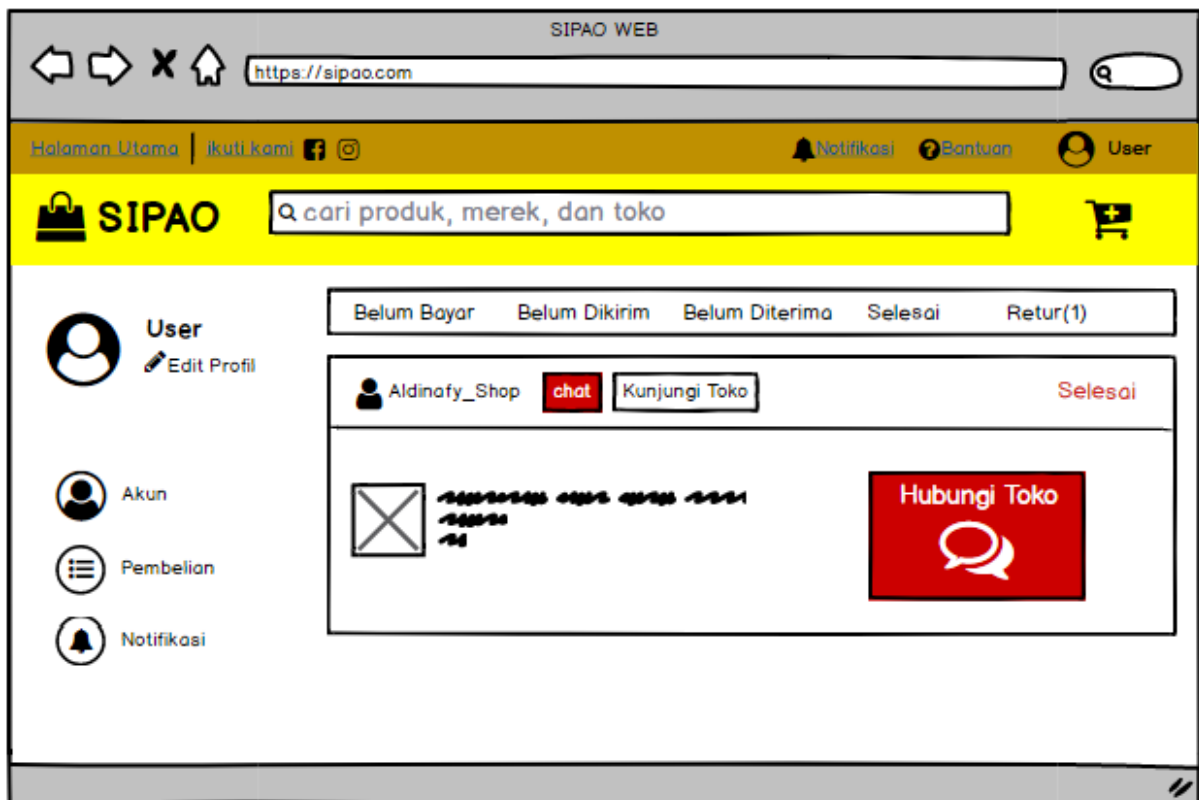 SIPAO WEB
https://sipao.com
Halaman Utama ikuti kami Notifikasi Bantuan User
SIPAO cari produk, merek, dan toko
User
Edit Profil
Akun
Pembelian
Notifikasi
Belum Bayar Belum Dikirim Belum Diterima Selesai Retur(1)
Aldinafy_Shop chat Kunjungi Toko Selesai
Hubungi Toko